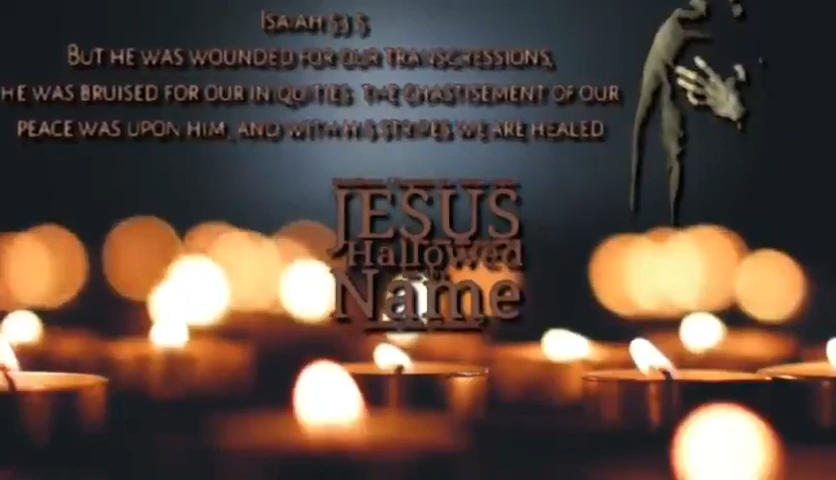 ISAIAH 53 5
BUT HE WAS WOUNDED FOR OUR TRANSGRESSIONS,
HE WAS BRUISED FOR OUR INIQUITIES THE CHASTISEMENT OF OUR
PEACE WAS UPON HIM, AND WITH HIS STRIPES WE ARE HEALED
JESUS
Hallowed
Name